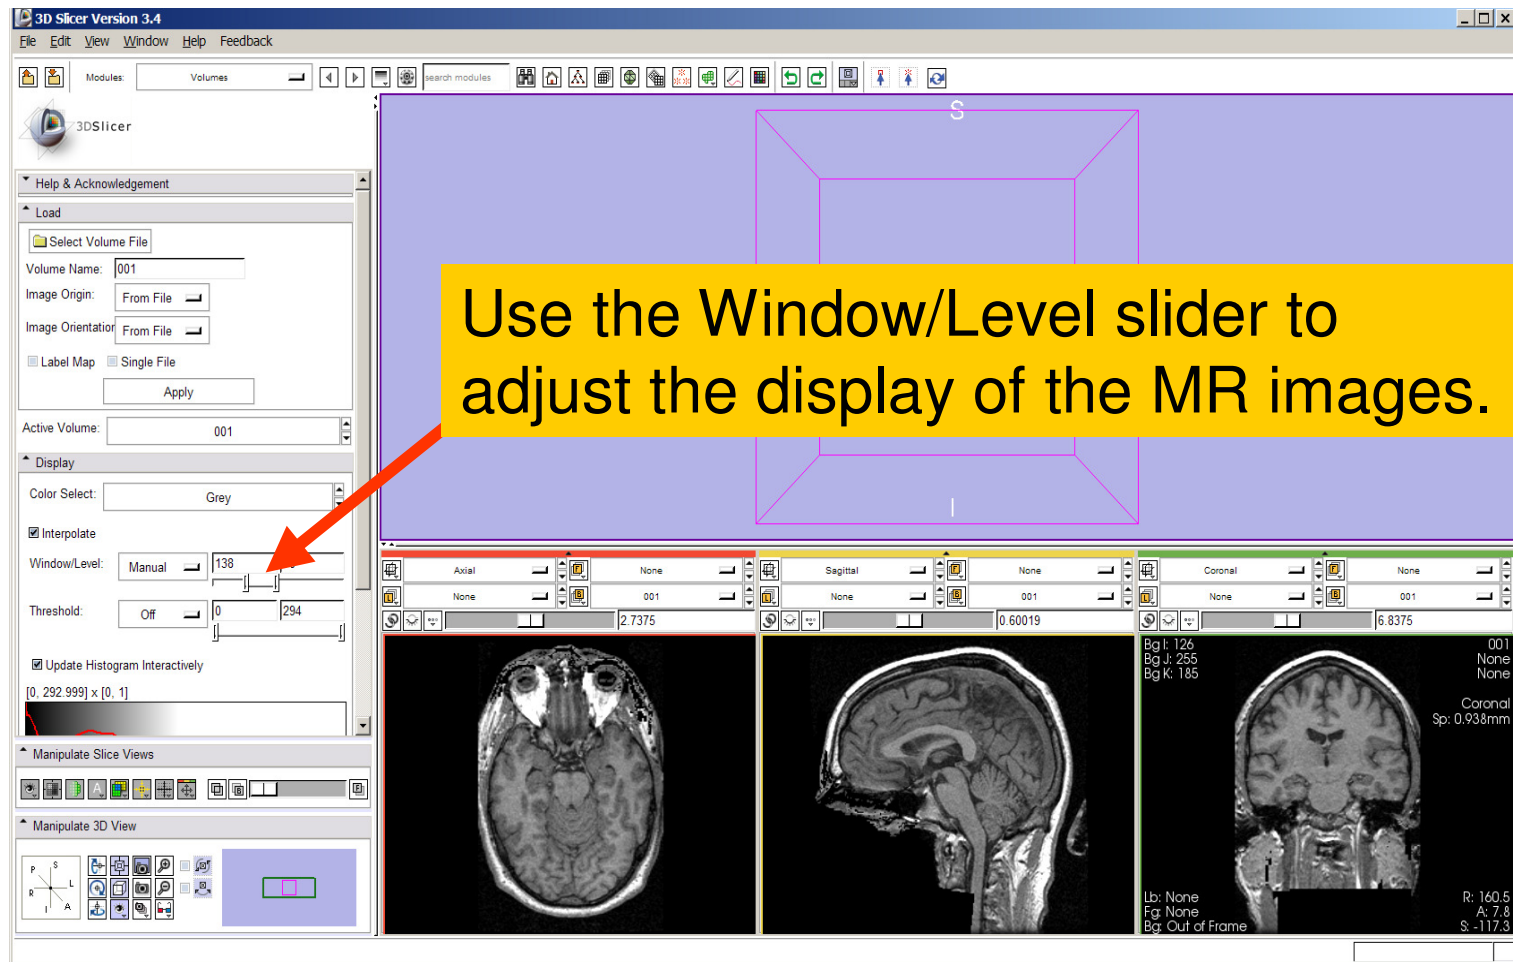 3D Slicer Version 3.4
File Edit View Window Help Feedback
Modules: Volumes search modules
3DSlicer
Help & Acknowledgement
Load
Select Volume File
Volume Name: 001
Image Origin: From File
Image Orientation From File
Label Map Single File
Apply
Active Volume: 001
Display
Color Select: Grey
Interpolate
Window/Level: Manual 138
Threshold: Off 0 294
Update Histogram Interactively
[0, 292.999] x [0, 1]
Manipulate Slice Views
Manipulate 3D View
P S L R I A
S
Use the Window/Level slider to
adjust the display of the MR images.
I
Axial None
None 001
2.7375
Sagittal None
None 001
0.60019
Coronal None
None 001
6.8375
Bg I: 126
Bg J: 255
Bg K: 185
001
None
None
Coronal
Sp: 0.938mm
Lb: None
Fg: None
Bg: Out of Frame
R: 160.5
A: 7.8
S: -117.3